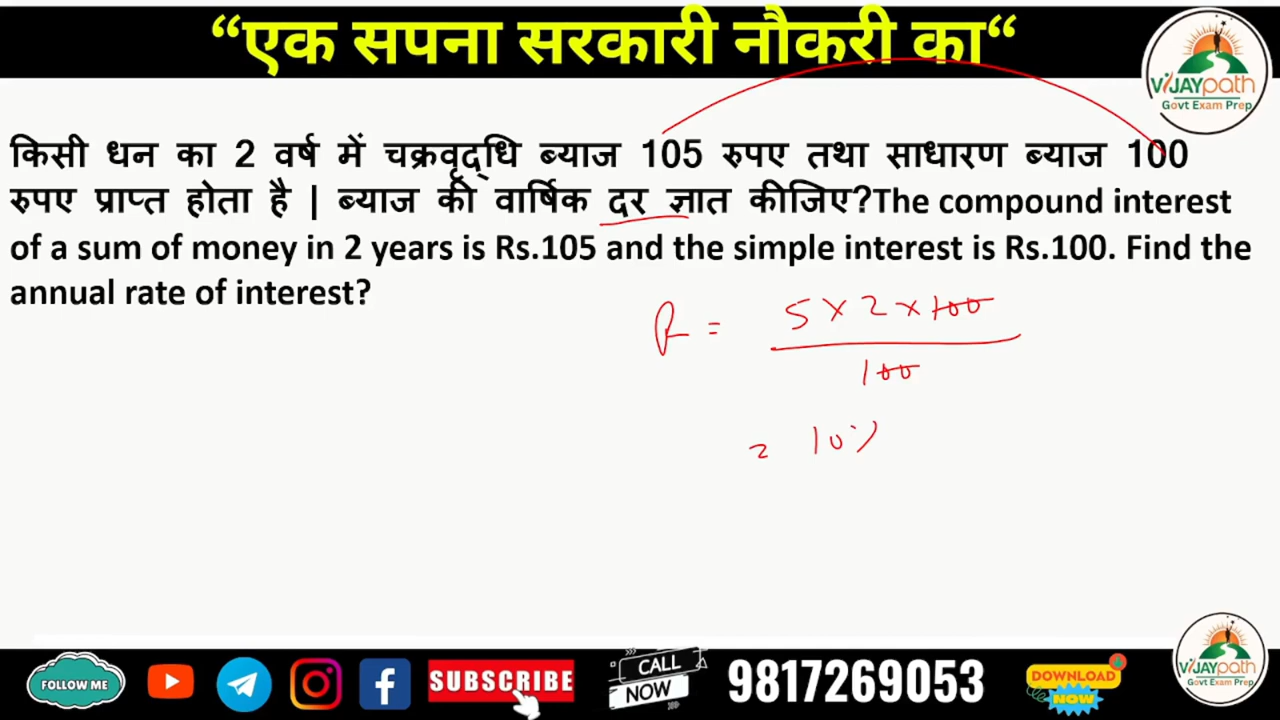 “एक सपना सरकारी नौकरी का“
VIJAYpath
Govt Exam Prep
किसी धन का 2 वर्ष में चक्रवृद्धि ब्याज 105 रुपए तथा साधारण ब्याज 100
रुपए प्राप्त होता है | ब्याज की वार्षिक दर ज्ञात कीजिए?The compound interest
of a sum of money in 2 years is Rs.105 and the simple interest is Rs.100. Find the
annual rate of interest?
R = 5 × 2 × 100
100
= 10%
VIJAYpath
Govt Exam Prep
FOLLOW ME
SUBSCRIBE
CALL
NOW
9817269053
DOWNLOAD
NOW